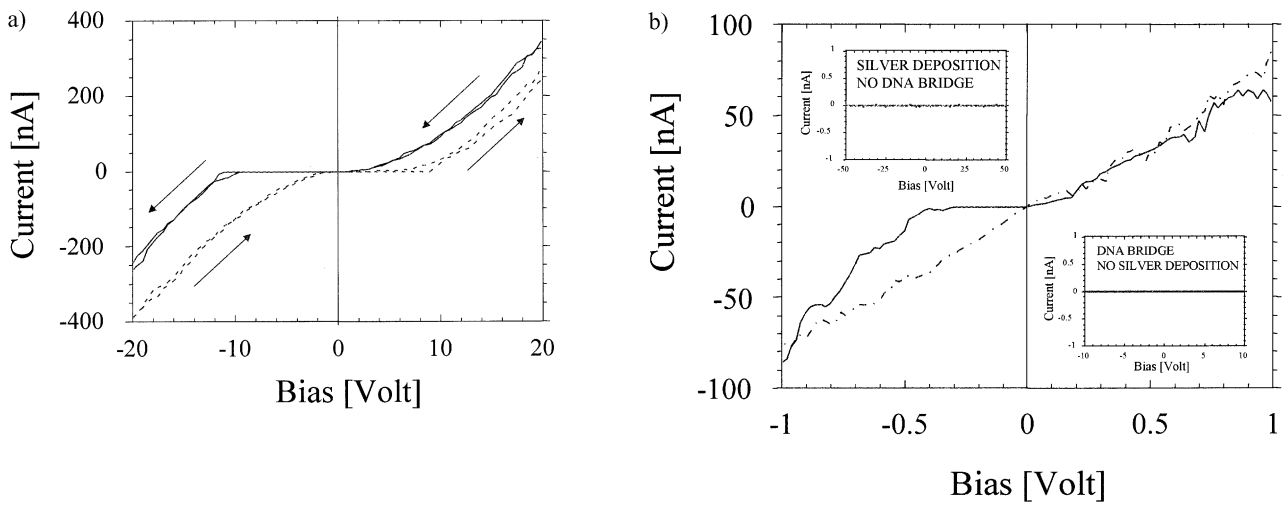 a)
400
200
0
-200
-400
Current [nA]
-20
-10
0
10
20
Bias [Volt]
b)
100
50
0
-50
-100
Current [nA]
-1
-0.5
0
0.5
1
Bias [Volt]
SILVER DEPOSITION
NO DNA BRIDGE
1
0.5
0
-0.5
-1
Current [nA]
-50
-25
0
25
50
Bias [Volt]
DNA BRIDGE
NO SILVER DEPOSITION
1
0.5
0
-0.5
-1
Current [nA]
-10
-5
0
5
10
Bias [Volt]